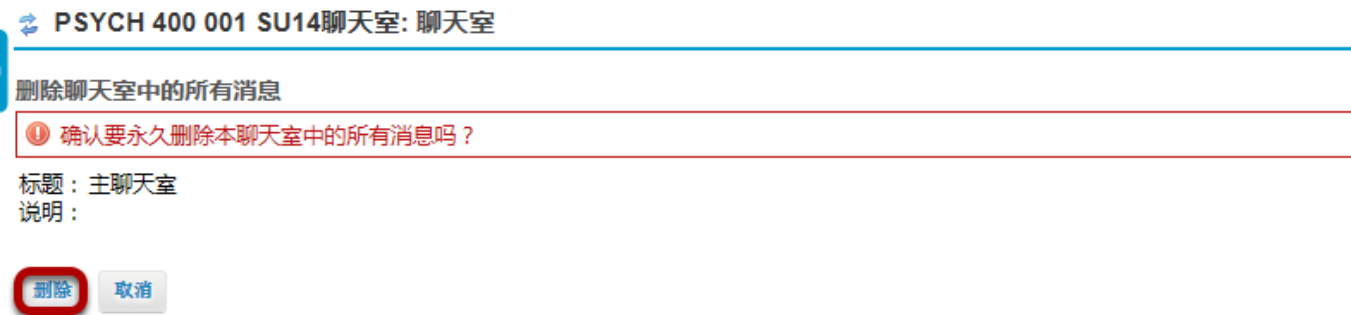 PSYCH 400 001 SU14聊天室: 聊天室
删除聊天室中的所有消息
确认要永久删除本聊天室中的所有消息吗？
标题：主聊天室
说明：
删除 取消